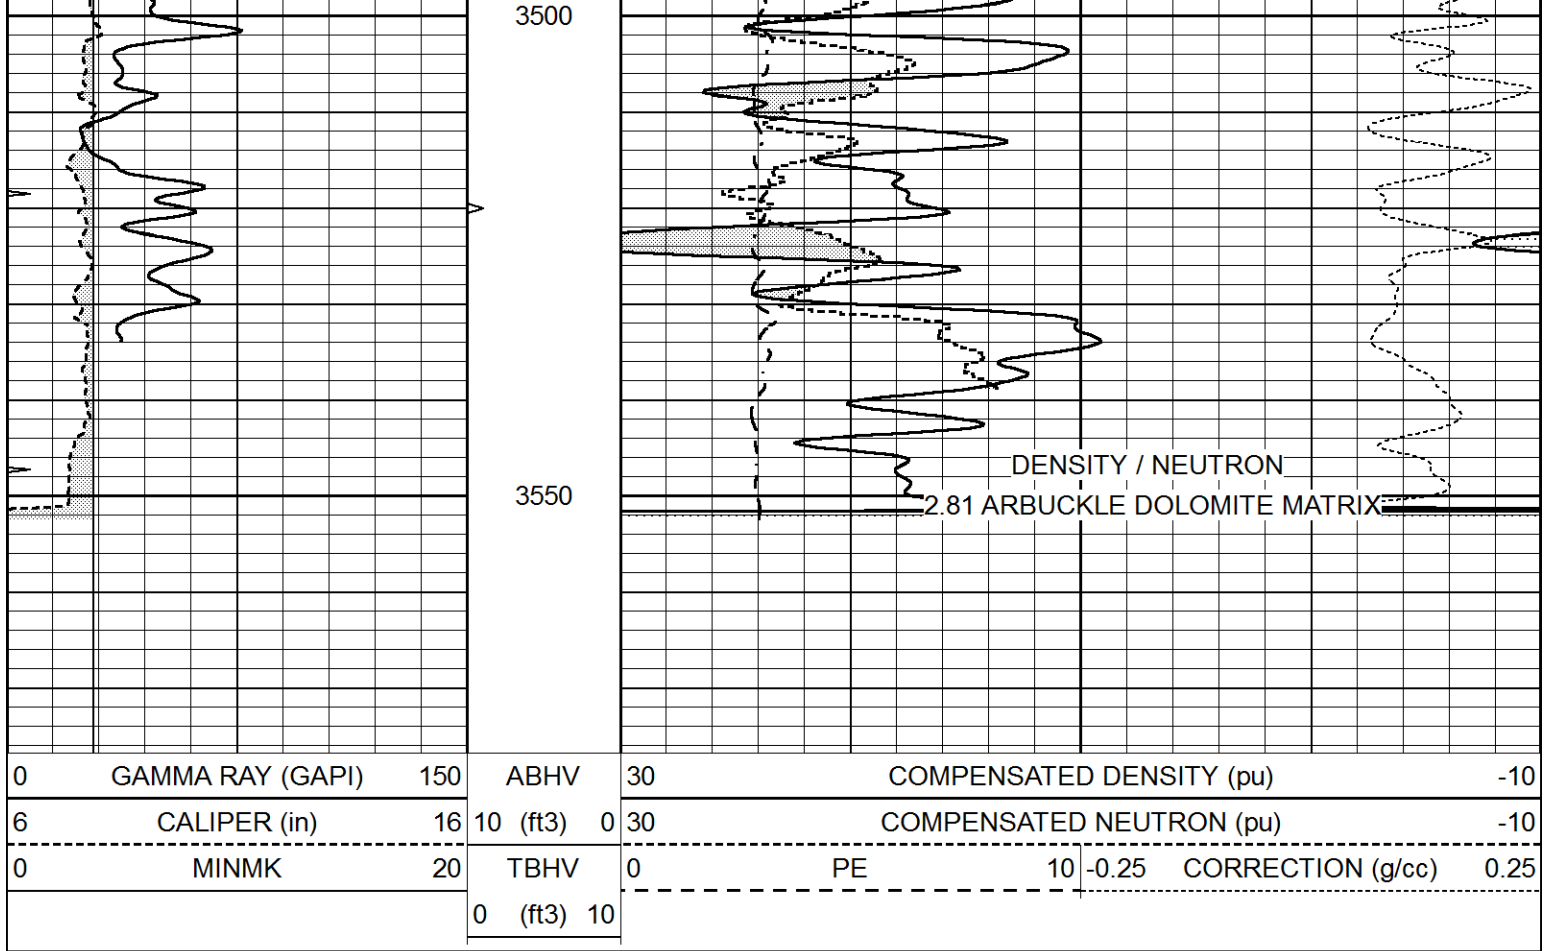 3500
3550
DENSITY / NEUTRON
2.81 ARBUCKLE DOLOMITE MATRIX
0 GAMMA RAY (GAPI) 150 ABHV 30 COMPENSATED DENSITY (pu) -10
6 CALIPER (in) 16 10 (ft3) 0 30 COMPENSATED NEUTRON (pu) -10
0 MINMK 20 TBHV 0 PE 10 -0.25 CORRECTION (g/cc) 0.25
0 (ft3) 10